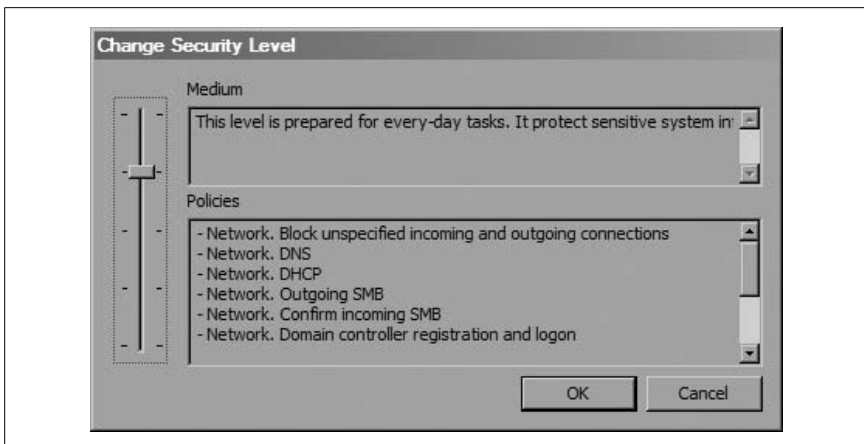 Change Security Level
Medium
This level is prepared for every-day tasks. It protect sensitive system
Policies
- Network. Block unspecified incoming and outgoing connections
- Network. DNS
- Network. DHCP
- Network. Outgoing SMB
- Network. Confirm incoming SMB
- Network. Domain controller registration and logon
OK
Cancel